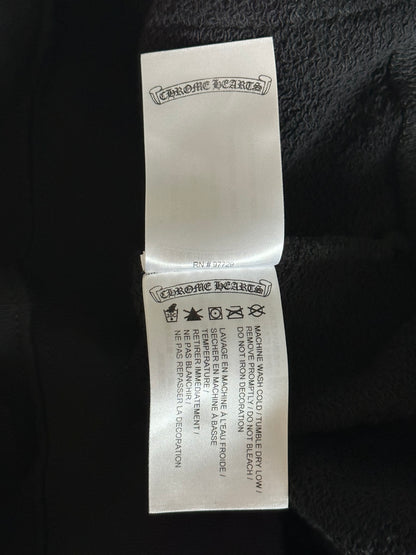 CHROME HEARTS
RN # 97729
CHROME HEARTS
MACHINE WASH COLD / TUMBLE DRY LOW /
REMOVE PROMPTLY / DO NOT BLEACH /
DO NOT IRON DECORATION
LAVAGE EN MACHINE À L'EAU FROIDE /
SECHER EN MACHINE À BASSE
TEMPERATURE /
RETIRER IMMEDIATEMENT /
NE PAS BLANCHIR /
NE PAS REPASSER LA DECORATION